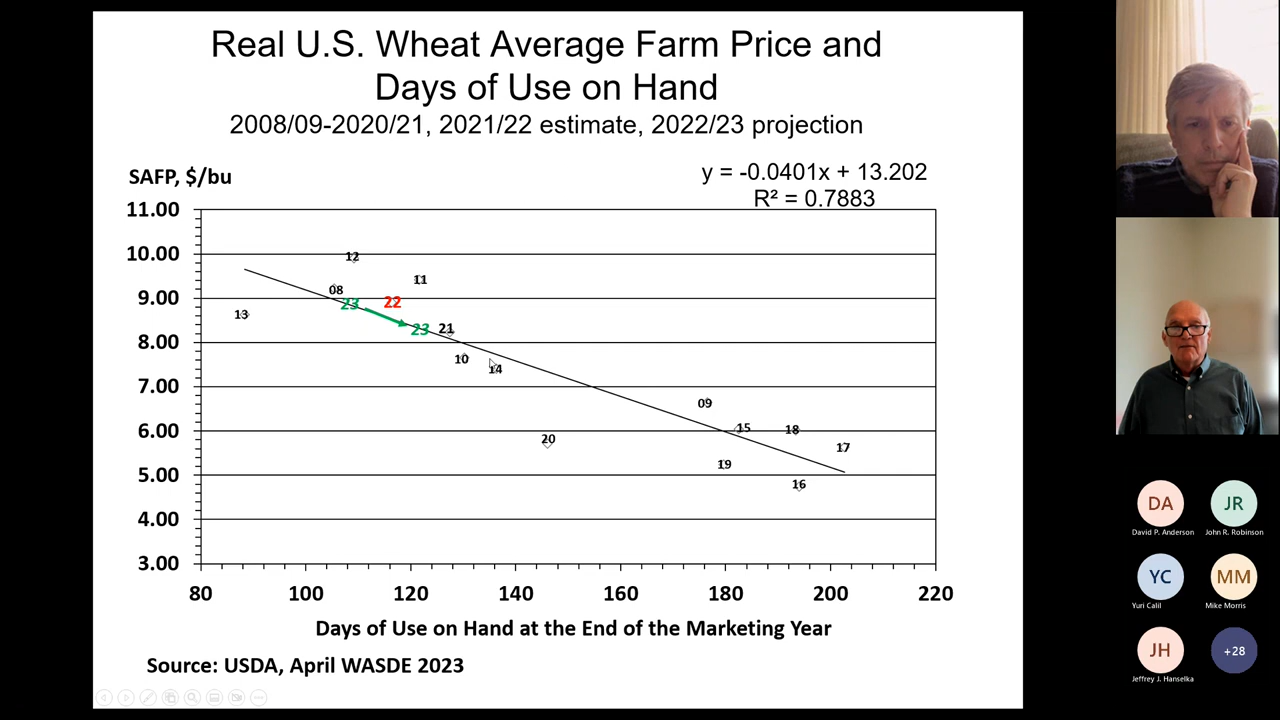 Real U.S. Wheat Average Farm Price and
Days of Use on Hand
2008/09-2020/21, 2021/22 estimate, 2022/23 projection
SAFP, $/bu
y = -0.0401x + 13.202
R² = 0.7883
11.00
10.00
9.00
8.00
7.00
6.00
5.00
4.00
3.00
12
11
08
23
22
13
23
21
10
14
09
15
18
20
17
19
16
80 100 120 140 160 180 200 220
Days of Use on Hand at the End of the Marketing Year
Source: USDA, April WASDE 2023
DA
David P. Anderson
JR
John R. Robinson
YC
Yuri Calil
MM
Mike Morris
JH
Jeffrey J. Hanselka
+28